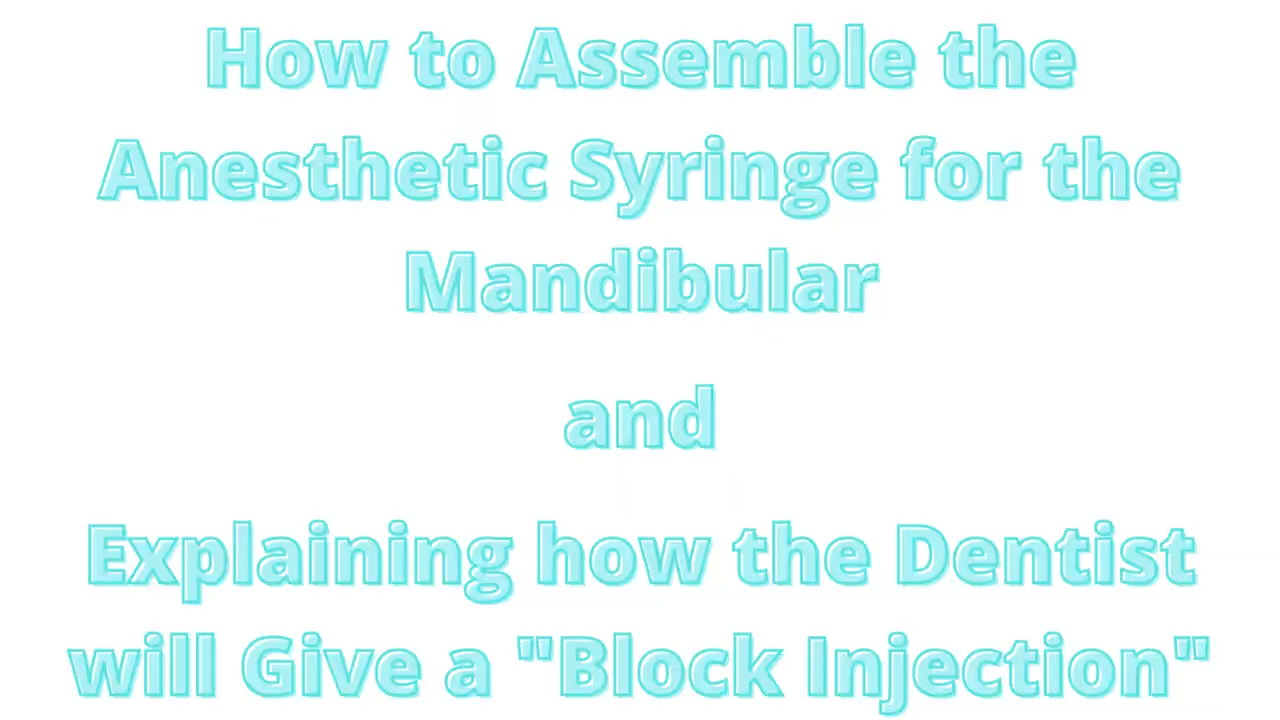 How to Assemble the
Anesthetic Syringe for the
Mandibular
and
Explaining how the Dentist
will Give a "Block Injection"